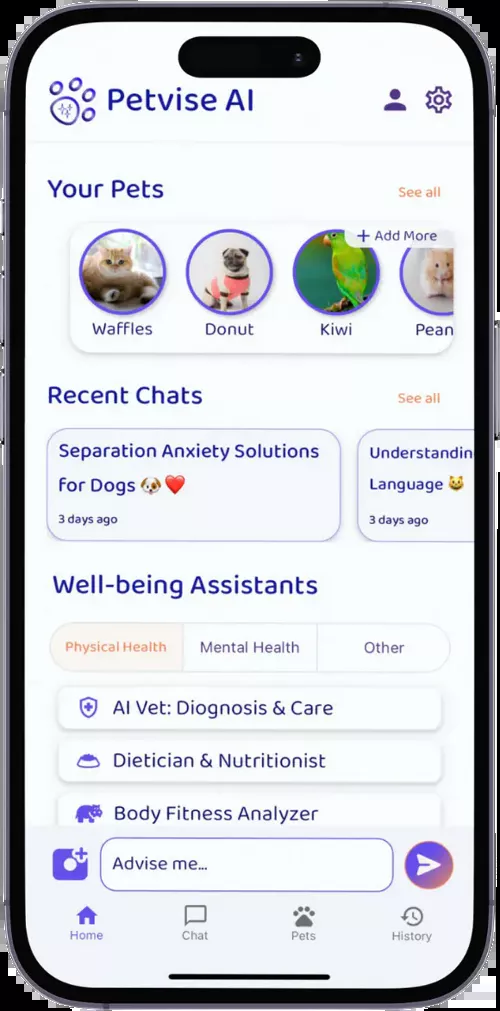 Petvise AI
Your Pets
See all
+ Add More
Waffles
Donut
Kiwi
Pean
Recent Chats
See all
Separation Anxiety Solutions
for Dogs 🐶❤️
3 days ago
Understandin
Language 😺
3 days ago
Well-being Assistants
Physical Health
Mental Health
Other
AI Vet: Diognosis & Care
Dietician & Nutritionist
Body Fitness Analyzer
Advise me...
Home
Chat
Pets
History